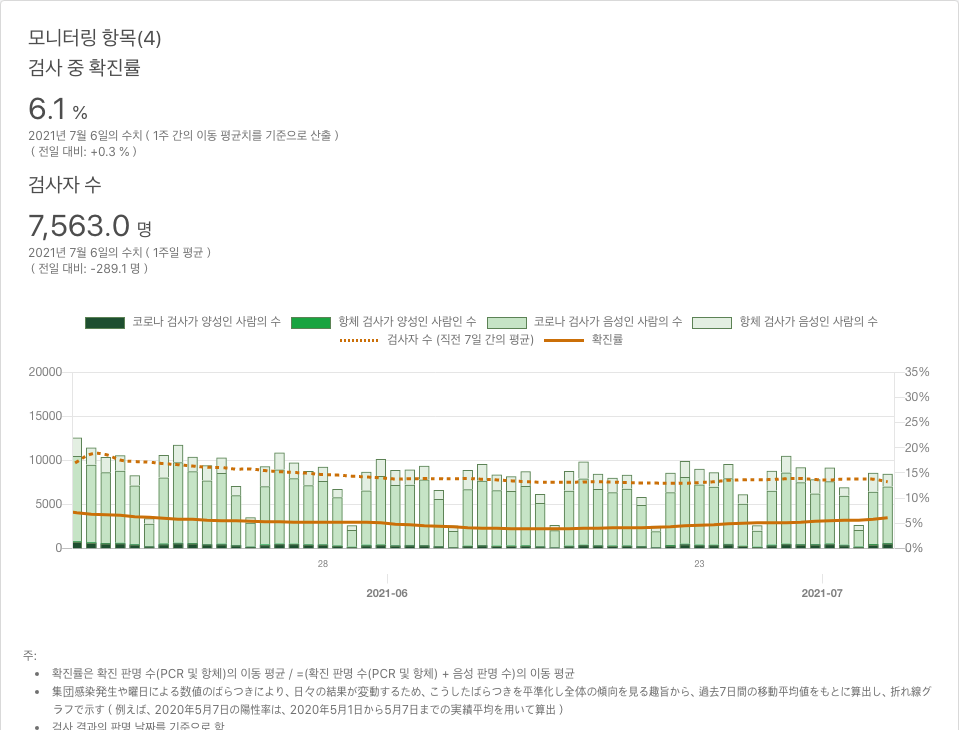 모니터링 항목(4)
검사 중 확진률
6.1 %
2021년 7월 6일의 수치 ( 1주 간의 이동 평균치를 기준으로 산출 )
( 전일 대비: +0.3 % )
검사자 수
7,563.0 명
2021년 7월 6일의 수치 ( 1주일 평균 )
( 전일 대비: -289.1 명 )
코로나 검사가 양성인 사람의 수 항체 검사가 양성인 사람인 수 코로나 검사가 음성인 사람의 수 항체 검사가 음성인 사람의 수
검사자 수 (직전 7일 간의 평균) 확진률
20000 35%
30%
15000
25%
20%
10000
15%
10%
5000
5%
0 0%
28 23
2021-06 2021-07
주:
• 확진률은 확진 판명 수(PCR 및 항체)의 이동 평균 / =(확진 판명 수(PCR 및 항체) + 음성 판명 수)의 이동 평균
• 集団感染発生や曜日による数値のばらつきにより、日々の結果が変動するため、こうしたばらつきを平準化し全体の傾向を見る趣旨から、過去7日間の移動平均値をもとに算出し、折れ線グ
ラフで示す ( 例えば、2020年5月7日の陽性率は、2020年5月1日から5月7日までの実績平均を用いて算出 )
• 검사 결과의 판명 날짜를 기준으로 함